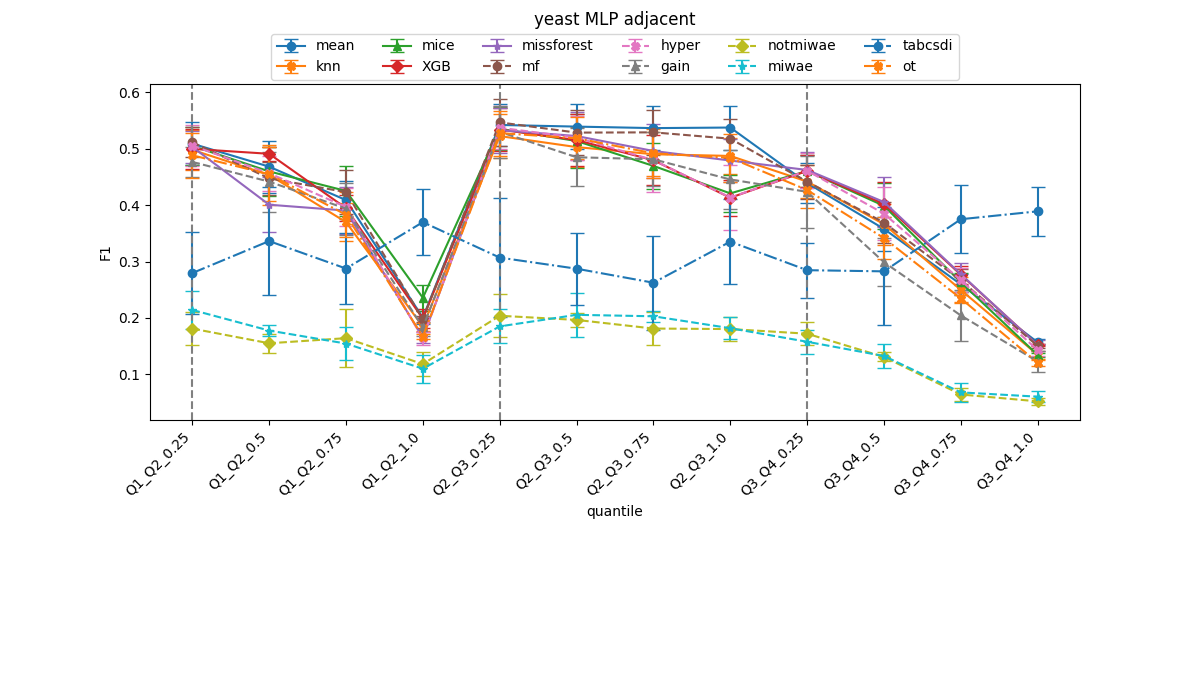 yeast MLP adjacent
mean mice missforest hyper notmiwae tabcsdi
knn XGB mf gain miwae ot
0.6
0.5
0.4
0.3
0.2
0.1
F1
Q1_Q2_0.25 Q1_Q2_0.5 Q1_Q2_0.75 Q1_Q2_1.0 Q2_Q3_0.25 Q2_Q3_0.5 Q2_Q3_0.75 Q2_Q3_1.0 Q3_Q4_0.25 Q3_Q4_0.5 Q3_Q4_0.75 Q3_Q4_1.0
quantile